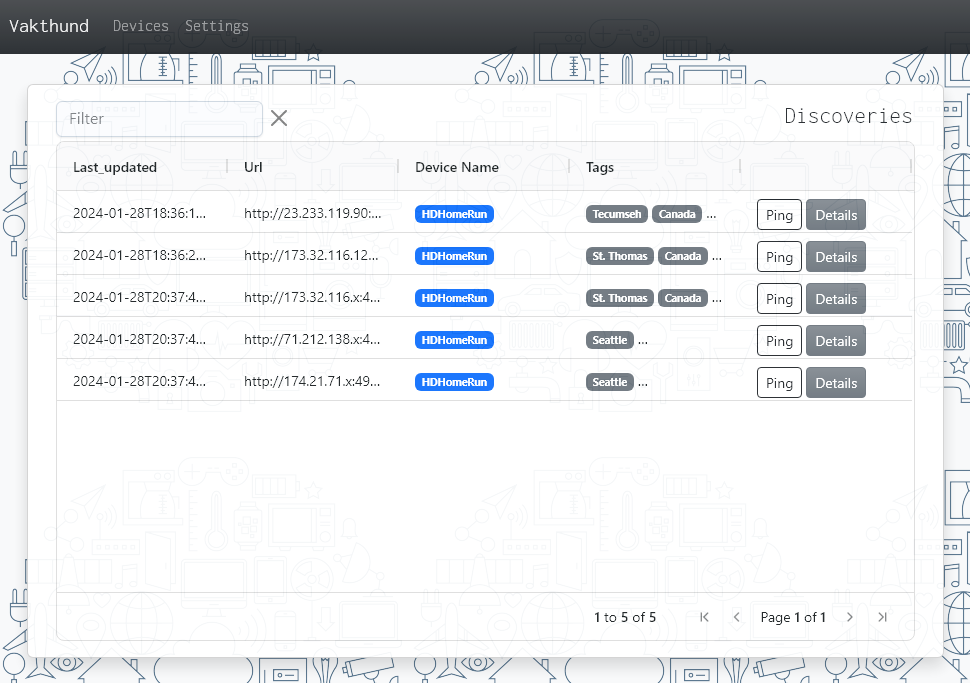 Vakthund Devices Settings
Filter
Discoveries
Last_updated Url Device Name Tags
2024-01-28T18:36:1... http://23.233.119.90:... HDHomeRun Tecumseh Canada ... Ping Details
2024-01-28T18:36:2... http://173.32.116.12... HDHomeRun St. Thomas Canada ... Ping Details
2024-01-28T20:37:4... http://173.32.116.x:4... HDHomeRun St. Thomas Canada ... Ping Details
2024-01-28T20:37:4... http://71.212.138.x:4... HDHomeRun Seattle ... Ping Details
2024-01-28T20:37:4... http://174.21.71.x:49... HDHomeRun Seattle ... Ping Details
1 to 5 of 5 Page 1 of 1